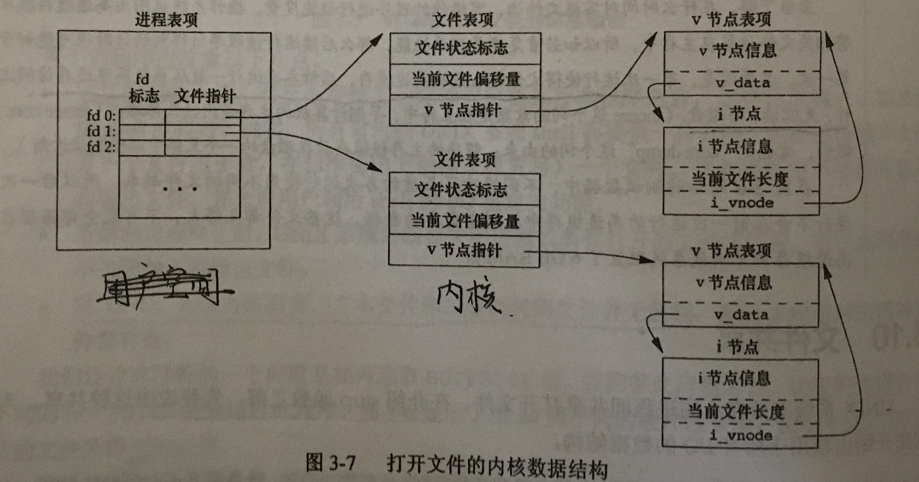 进程表项
fd
标志 文件指针
fd 0:
fd 1:
fd 2:
...
用户空间
文件表项
文件状态标志
当前文件偏移量
v 节点指针
文件表项
文件状态标志
当前文件偏移量
v 节点指针
内核.
v 节点表项
v 节点信息
v_data
i 节点
i 节点信息
当前文件长度
i_vnode
v 节点表项
v 节点信息
v_data
i 节点
i 节点信息
当前文件长度
i_vnode
图 3-7 打开文件的内核数据结构